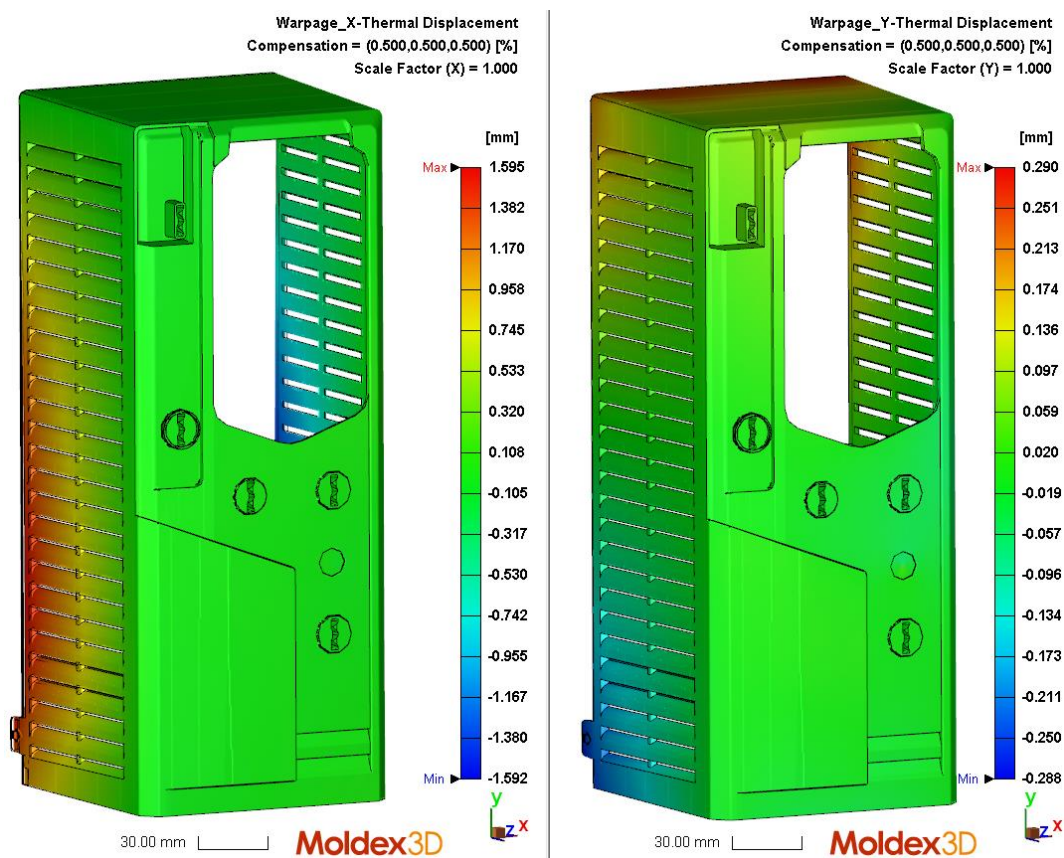 Warpage_X-Thermal Displacement
Compensation = (0.500,0.500,0.500) [%]
Scale Factor (X) = 1.000
[mm]
Max 1.595
1.382
1.170
0.958
0.745
0.532
0.320
0.108
-0.105
-0.317
-0.530
-0.742
-0.955
-1.167
-1.380
Min -1.592
y
z x
30.00 mm
Moldex3D
Warpage_Y-Thermal Displacement
Compensation = (0.500,0.500,0.500) [%]
Scale Factor (Y) = 1.000
[mm]
Max 0.290
0.251
0.213
0.174
0.136
0.097
0.059
0.020
-0.019
-0.057
-0.096
-0.134
-0.173
-0.211
-0.250
Min -0.288
y
z x
30.00 mm
Moldex3D